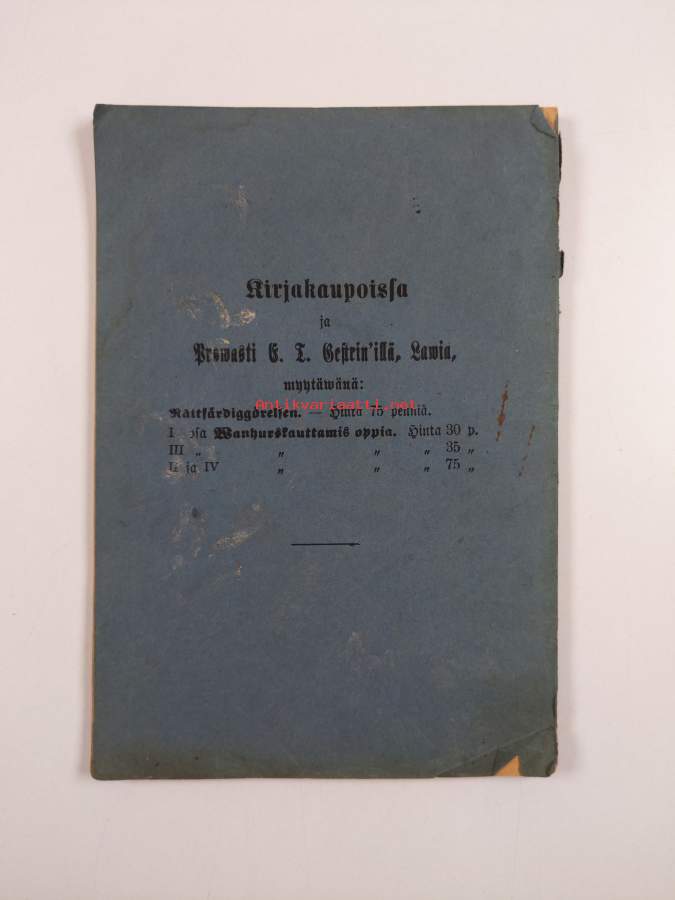 Kirjakaupoissa
ja
Prowasti E. T. Gestrin'illä, Lawia,
myytäwänä:
Antikvariaatti.net
Rättfärdiggörelsen. — Hinta 75 penniä.
I osa Wanhurskauttamis oppia. Hinta 30 p.
III „ „ „ „ 35 „
II ja IV „ „ „ 75 „